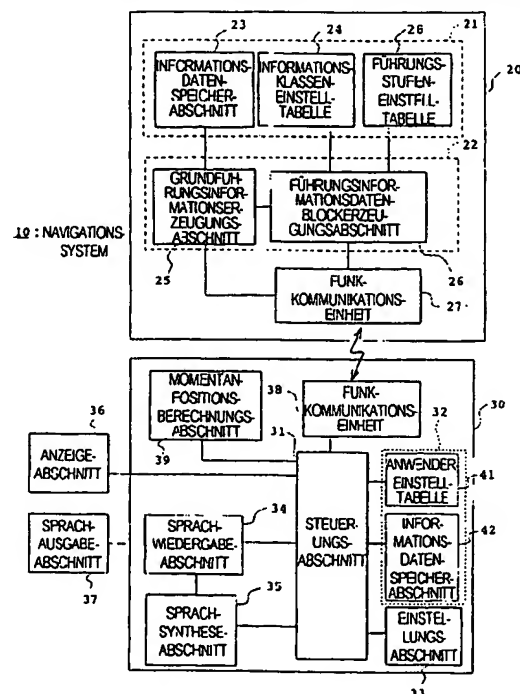 23
24
26
21
20
INFORMATIONS-
DATEN-
SPEICHER-
ABSCHNITT
INFORMATIONS-
KLASSEN-
EINSTELL-
TABELLE
FÜHRUNGS-
STUFEN-
EINSTFIL-
TABELLE
22
GRUNDFÜH-
RUNGSINFOR-
MATIONSER-
ZEUGUNGS-
ABSCHNITT
FÜHRUNGSINFOR-
MATIONSDATEN-
BLOCKERZEU-
GUNGSABSCHNITT
10 : NAVIGATIONS-
SYSTEM
25
26
FUNK-
KOMMUNIKATIONS-
EINHEIT
27
36
MOMENTAN-
POSITIONS-
BERECHNUNGS-
ABSCHNITT
39
38
31
FUNK-
KOMMUNIKATIONS-
EINHEIT
30
32
ANZEIGE-
ABSCHNITT
ANWENDER
EINSTELL-
TABELLE
41
34
SPRACH-
AUSGABE-
ABSCHNITT
37
SPRACH-
WIEDERGABE-
ABSCHNITT
STEUER-
UNGS-
ABSCHNITT
INFOR-
MATIONS-
DATEN-
SPEICHER-
ABSCHNITT
42
35
SPRACH-
SYNTHESE-
ABSCHNITT
EINSTEL-
LUNGS-
ABSCHNITT
33